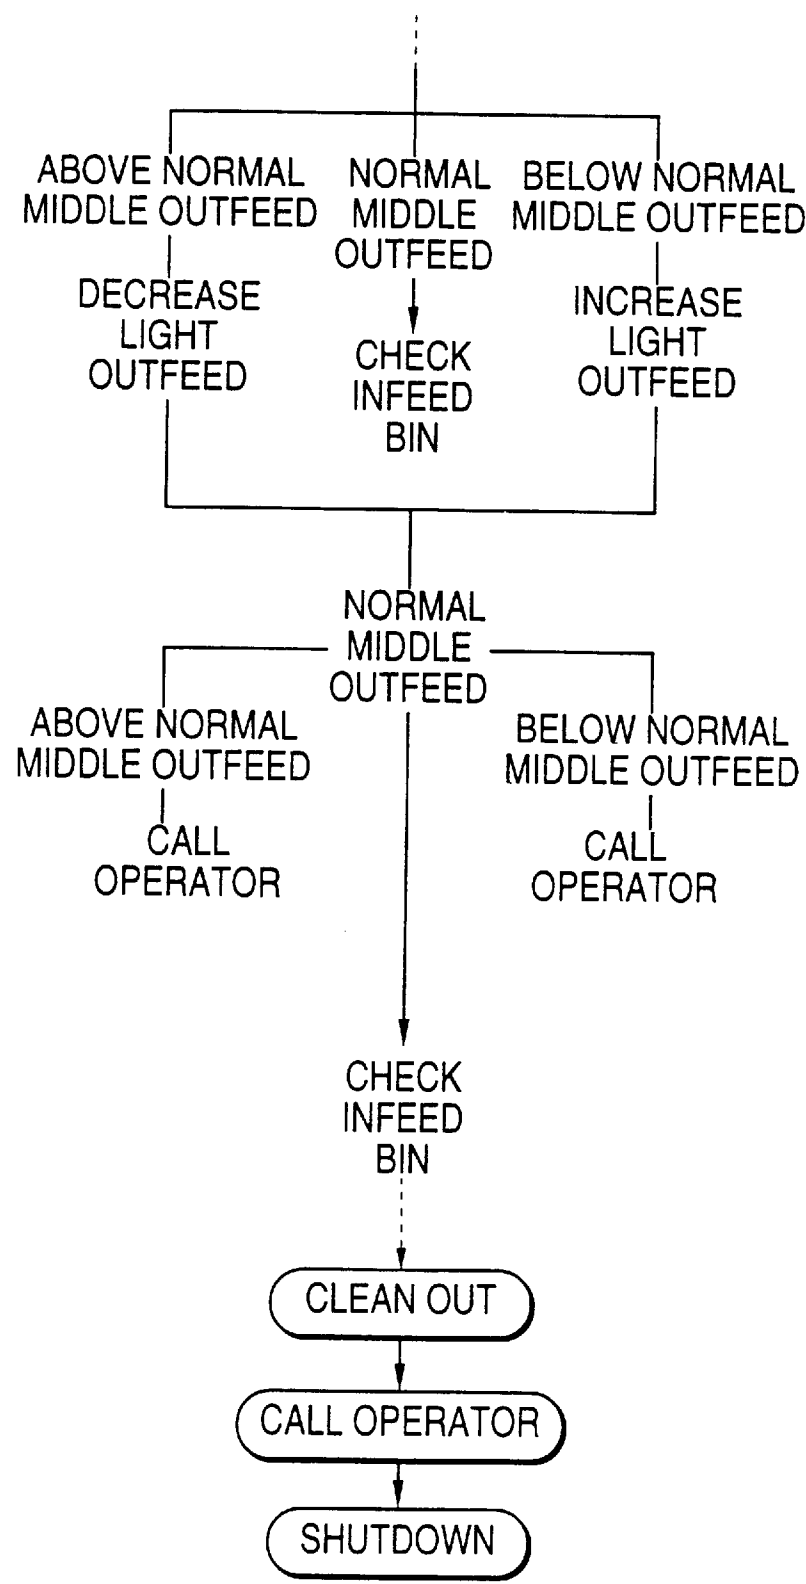 ABOVE NORMAL
MIDDLE OUTFEED
DECREASE
LIGHT
OUTFEED
NORMAL
MIDDLE
OUTFEED
CHECK
INFEED
BIN
BELOW NORMAL
MIDDLE OUTFEED
INCREASE
LIGHT
OUTFEED
NORMAL
MIDDLE
OUTFEED
ABOVE NORMAL
MIDDLE OUTFEED
CALL
OPERATOR
BELOW NORMAL
MIDDLE OUTFEED
CALL
OPERATOR
CHECK
INFEED
BIN
CLEAN OUT
CALL OPERATOR
SHUTDOWN